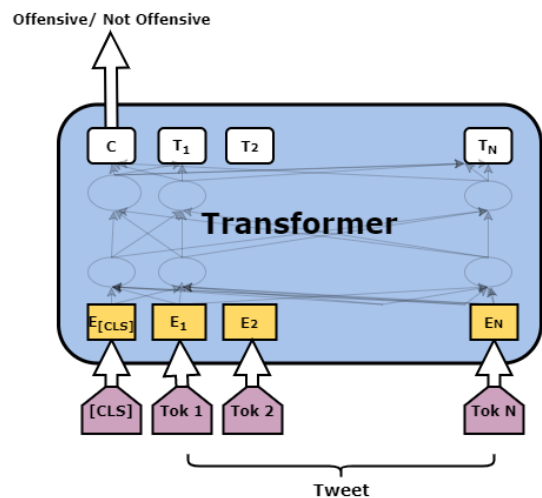 Offensive/ Not Offensive
C T1 T2 TN
Transformer
E[CLS] E1 E2 EN
[CLS] Tok 1 Tok 2 Tok N
Tweet